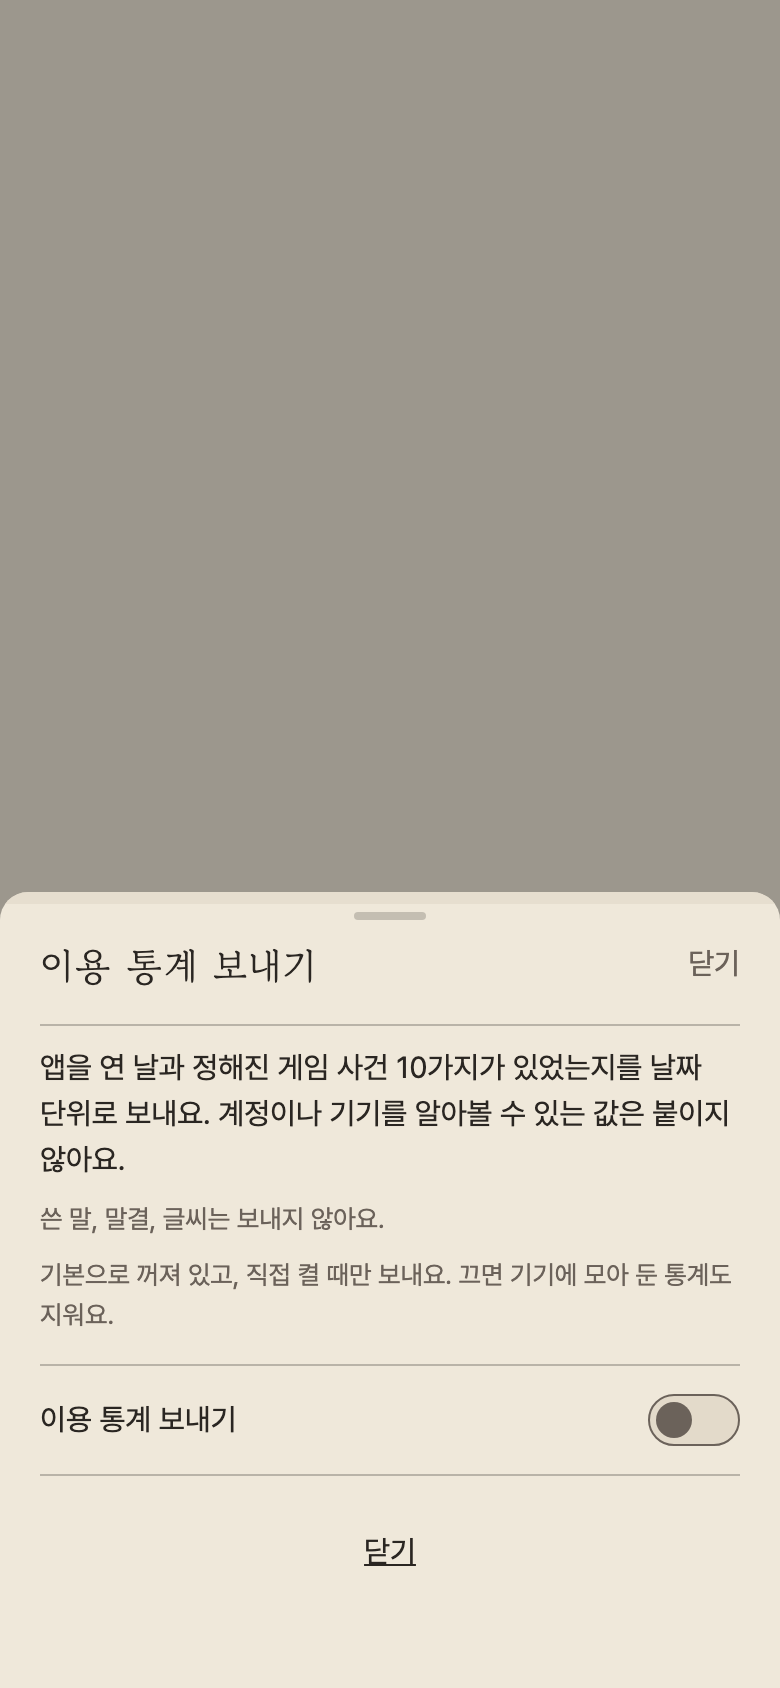 이용 통계 보내기
닫기
앱을 연 날과 정해진 게임 사건 10가지가 있었는지를 날짜
단위로 보내요. 계정이나 기기를 알아볼 수 있는 값은 붙이지
않아요.
쓴 말, 말결, 글씨는 보내지 않아요.
기본으로 꺼져 있고, 직접 켤 때만 보내요. 끄면 기기에 모아 둔 통계도
지워요.
이용 통계 보내기
닫기